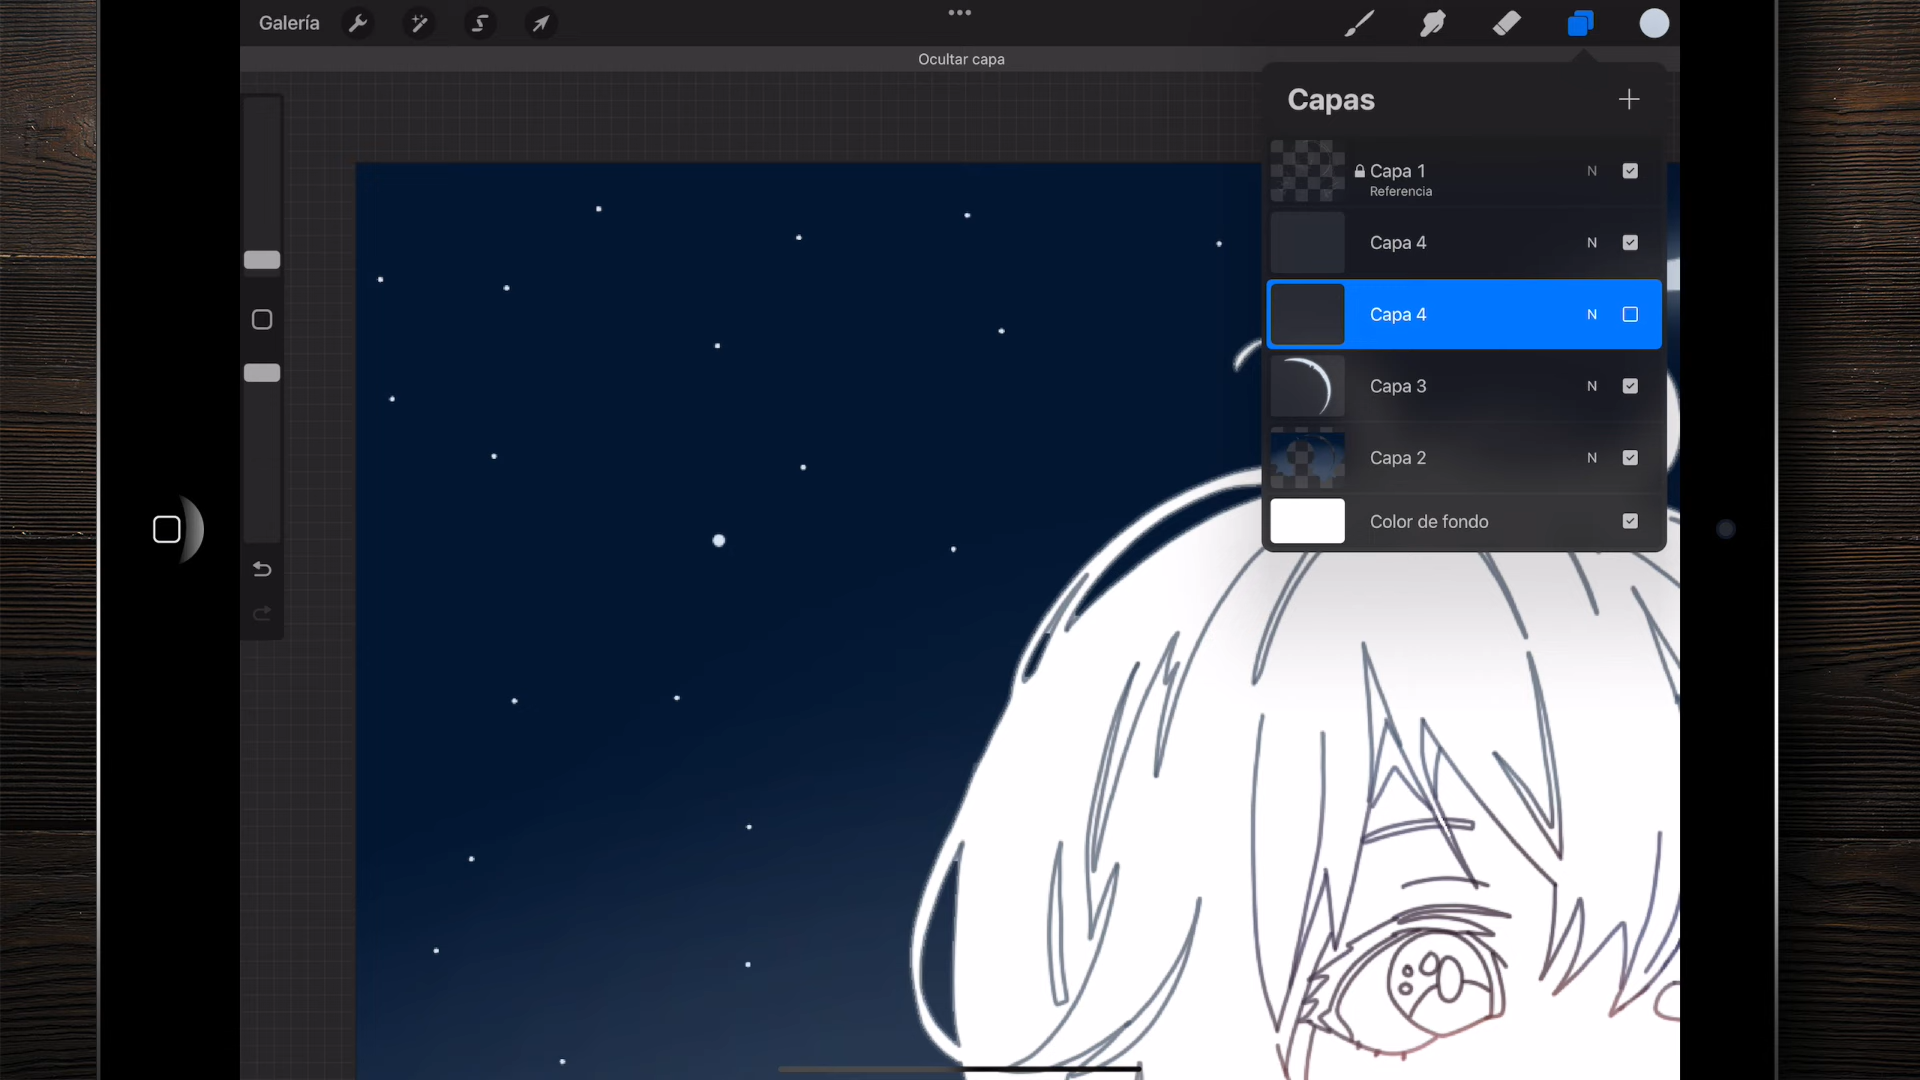 Galería
Ocultar capa
Capas
Capa 1 N
Referencia
Capa 4 N
Capa 4 N
Capa 3 N
Capa 2 N
Color de fondo